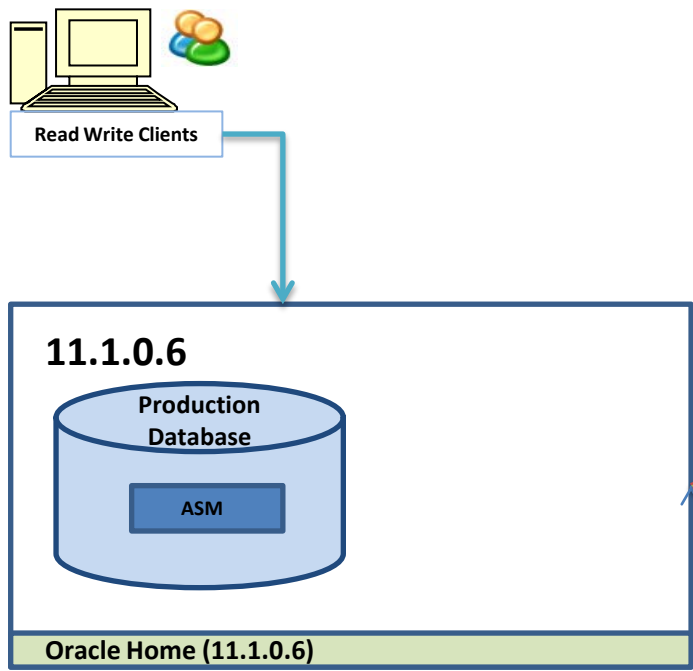 Read Write Clients
11.1.0.6
Production
Database
ASM
Oracle Home (11.1.0.6)